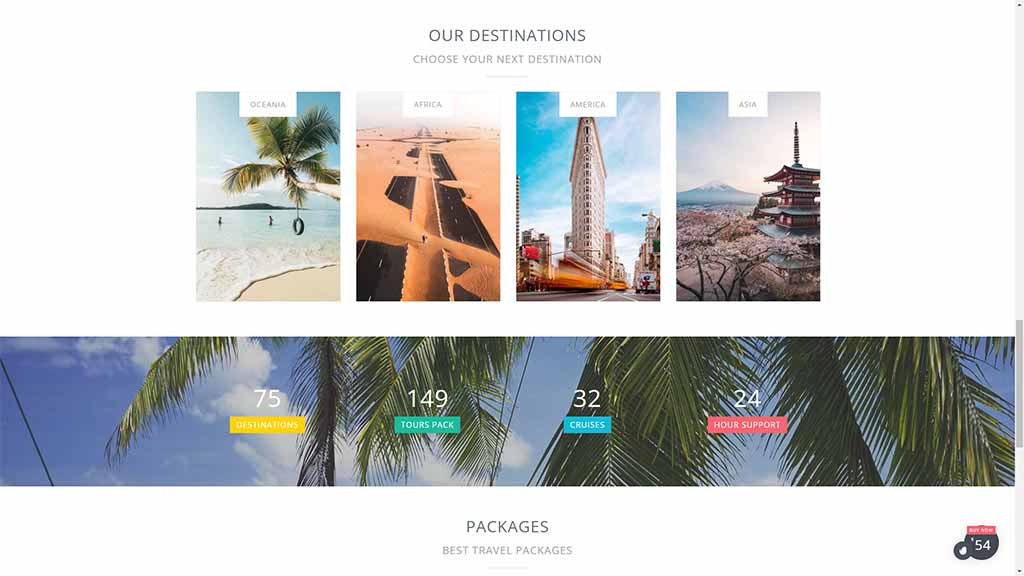 OUR DESTINATIONS
CHOOSE YOUR NEXT DESTINATION
OCEANIA
AFRICA
AMERICA
ASIA
75
149
32
24
DESTINATIONS
TOURS PACK
CRUISES
HOUR SUPPORT
PACKAGES
BEST TRAVEL PACKAGES
BUY NOW
'54